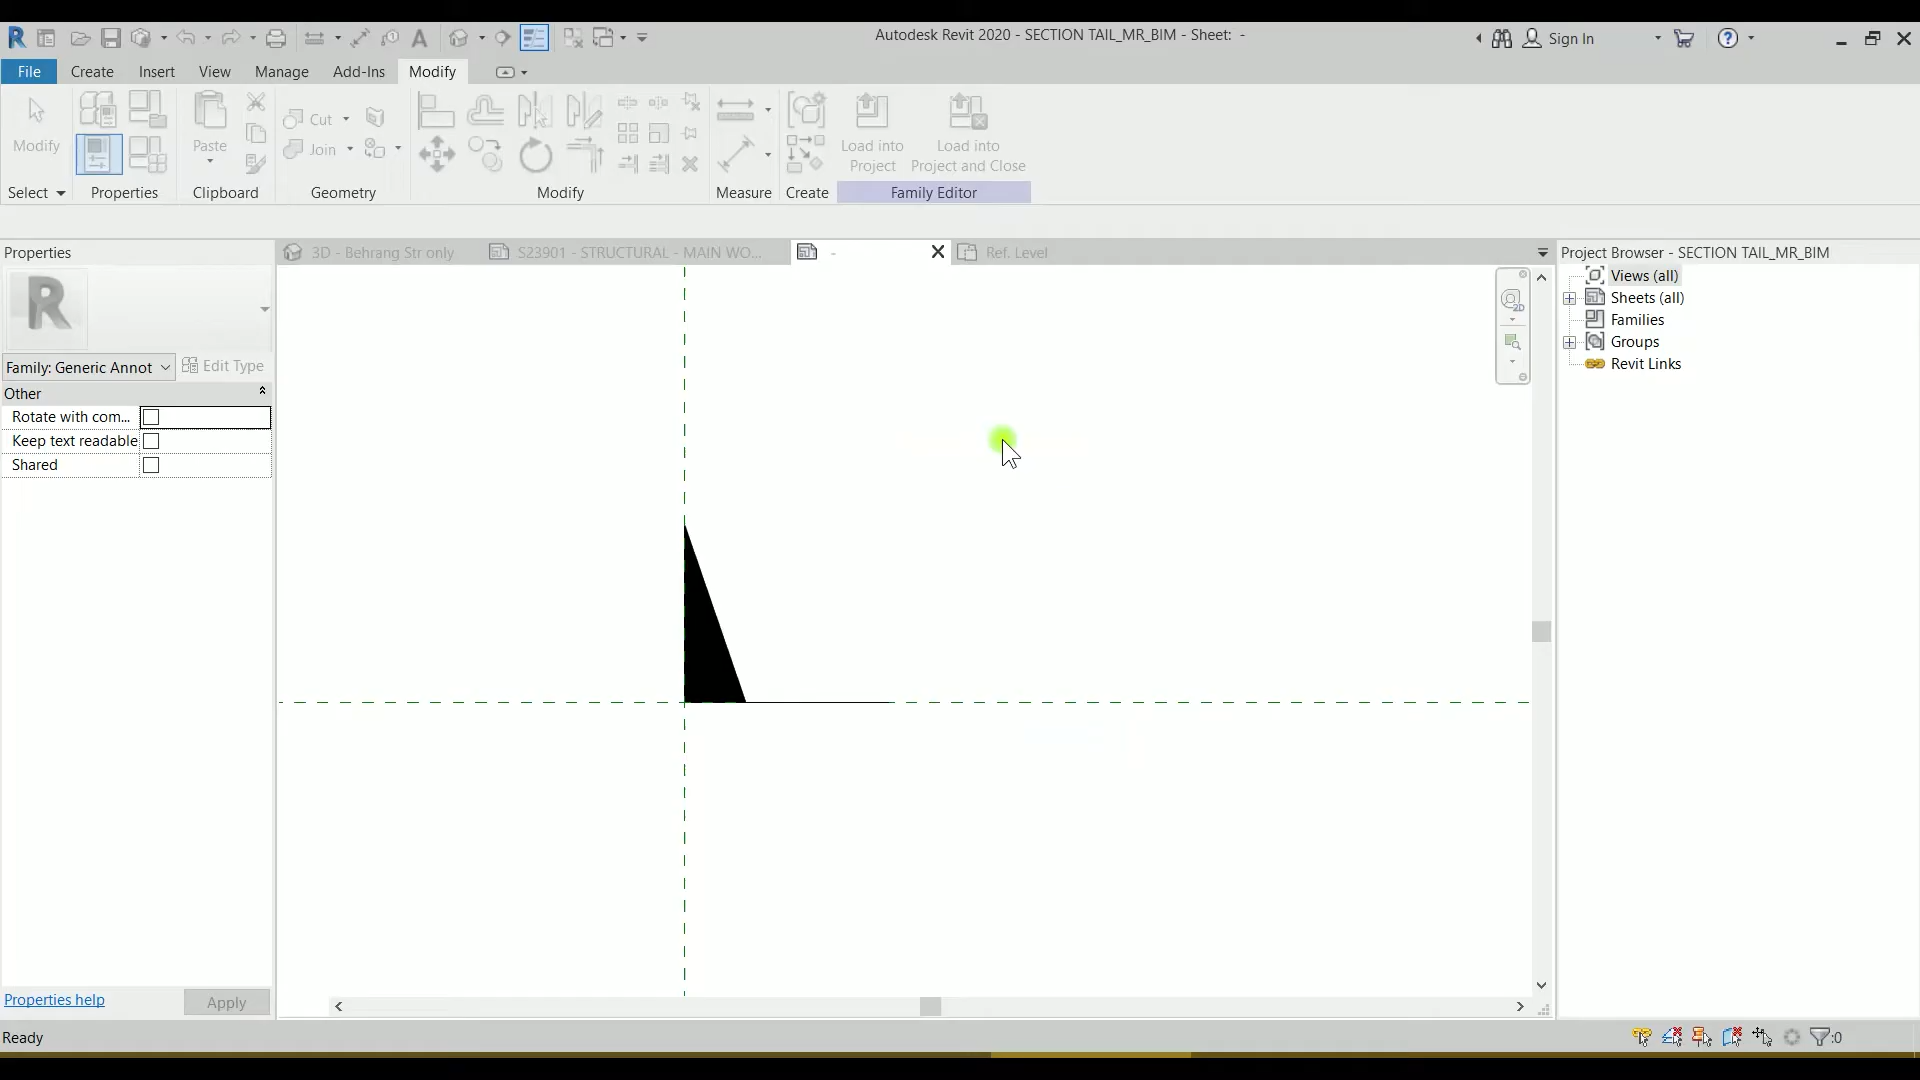 Autodesk Revit 2020 - SECTION TAIL_MR_BIM - Sheet: -
Sign In
File Create Insert View Manage Add-Ins Modify
Modify
Paste
Cut
Join
Load into Project
Load into Project and Close
Select Properties Clipboard Geometry Modify Measure Create Family Editor
Properties
3D - Behrang Str only
S23901 - STRUCTURAL - MAIN WO...
-
Ref. Level
Project Browser - SECTION TAIL_MR_BIM
Views (all)
Sheets (all)
Families
Groups
Revit Links
R
2D
Family: Generic Annot
Edit Type
Other
Rotate with com...
Keep text readable
Shared
Properties help
Apply
Ready
:0